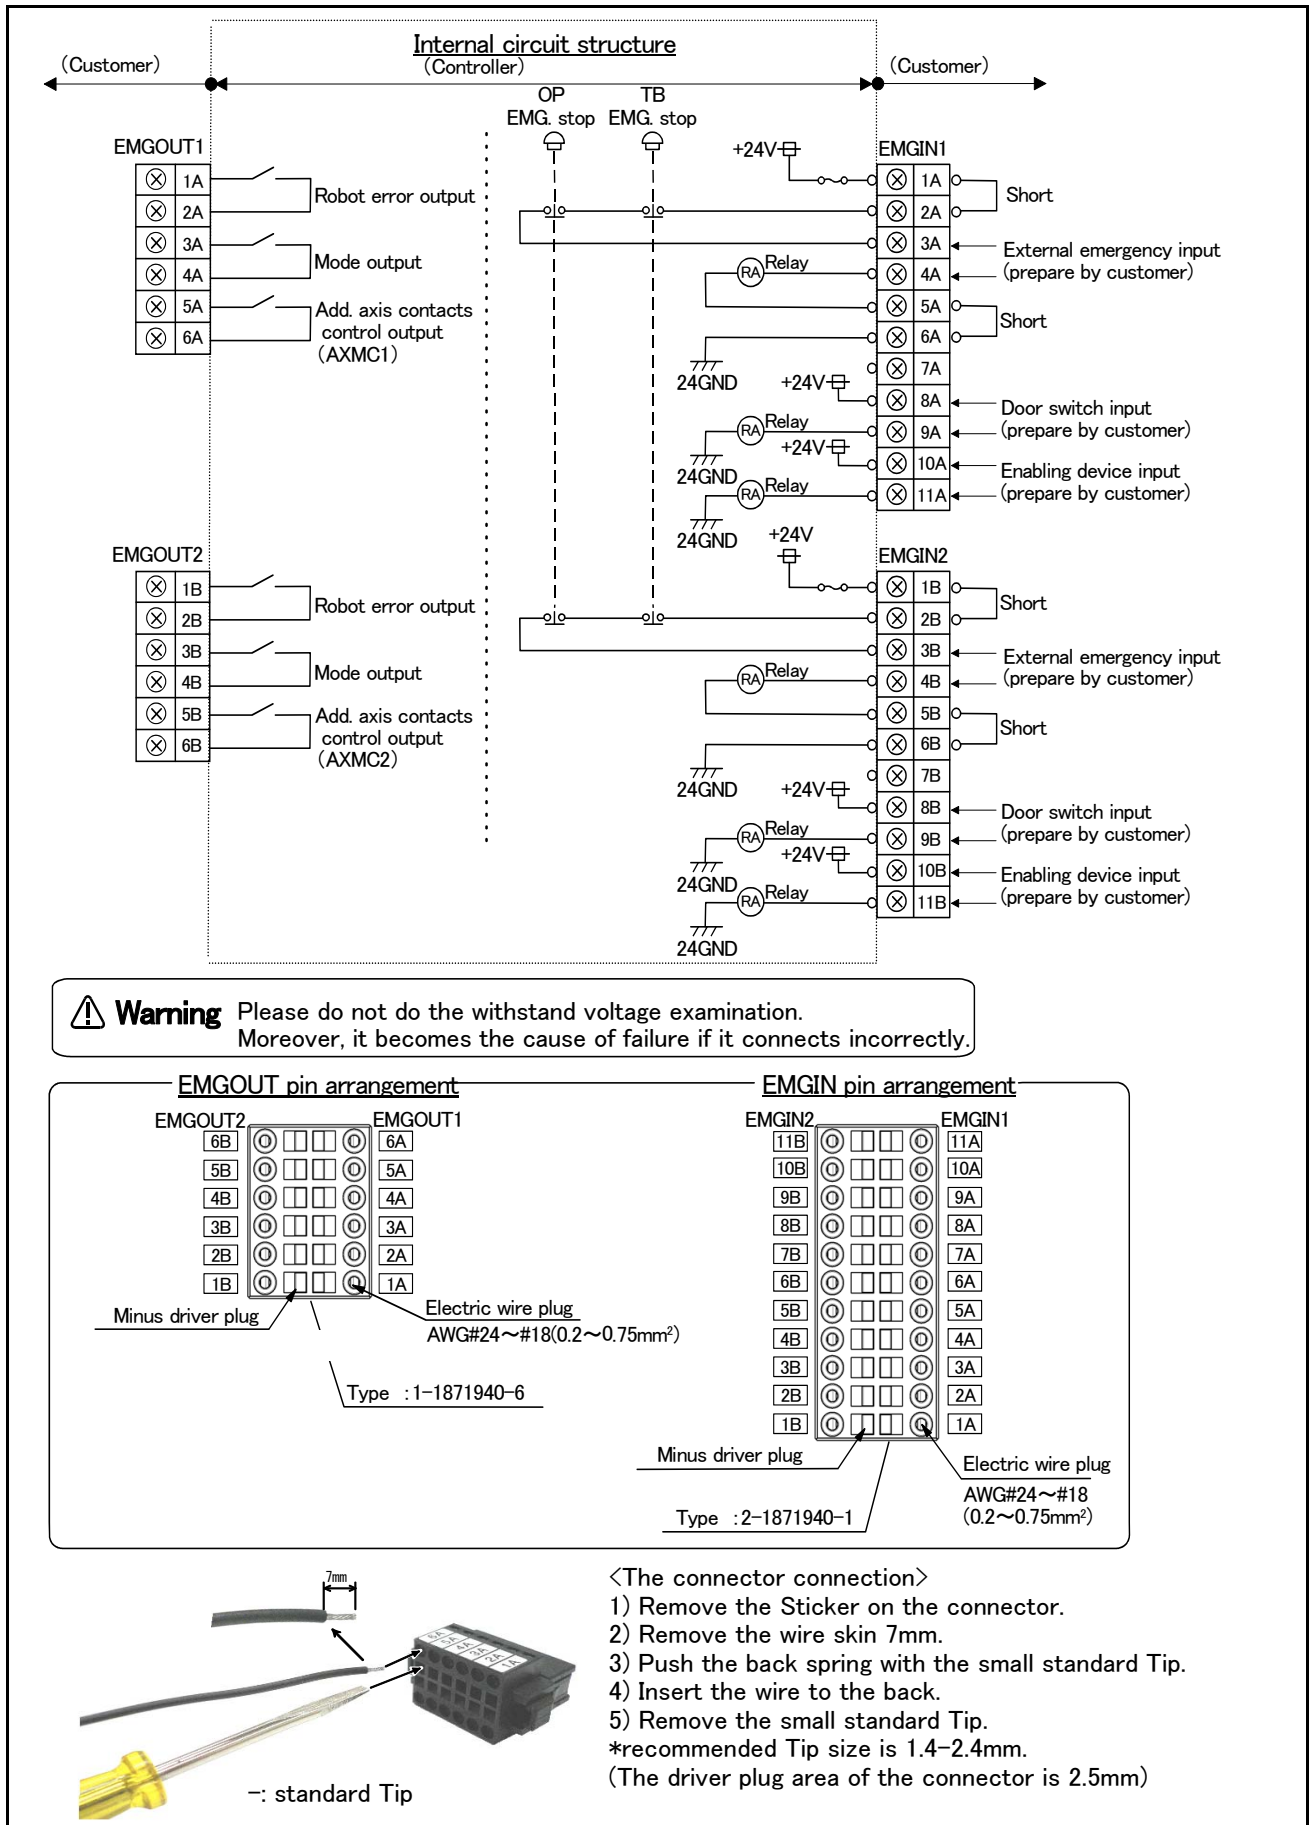 Internal circuit structure
(Customer)
(Controller)
(Customer)
OP
EMG. stop
TB
EMG. stop
EMGOUT1
1A
2A
3A
4A
5A
6A
Robot error output
Mode output
Add. axis contacts
control output
(AXMC1)
+24V
EMGIN1
1A
2A
3A
4A
5A
6A
7A
8A
9A
10A
11A
Short
External emergency input
(prepare by customer)
RA
Relay
Short
24GND
+24V
Door switch input
(prepare by customer)
RA
Relay
24GND
+24V
Enabling device input
(prepare by customer)
RA
Relay
24GND
EMGOUT2
1B
2B
3B
4B
5B
6B
Robot error output
Mode output
Add. axis contacts
control output
(AXMC2)
+24V
EMGIN2
1B
2B
3B
4B
5B
6B
7B
8B
9B
10B
11B
Short
External emergency input
(prepare by customer)
RA
Relay
Short
24GND
+24V
Door switch input
(prepare by customer)
RA
Relay
24GND
+24V
Enabling device input
(prepare by customer)
RA
Relay
24GND
Warning Please do not do the withstand voltage examination.
Moreover, it becomes the cause of failure if it connects incorrectly.
EMGOUT pin arrangement
EMGOUT2 EMGOUT1
6B 6A
5B 5A
4B 4A
3B 3A
2B 2A
1B 1A
Minus driver plug
Electric wire plug
AWG#24～#18(0.2～0.75mm²)
Type :1-1871940-6
EMGIN pin arrangement
EMGIN2 EMGIN1
11B 11A
10B 10A
9B 9A
8B 8A
7B 7A
6B 6A
5B 5A
4B 4A
3B 3A
2B 2A
1B 1A
Minus driver plug
Electric wire plug
AWG#24～#18
(0.2～0.75mm²)
Type :2-1871940-1
7mm
6A
5A
4A
3A
2A
1A
-: standard Tip
<The connector connection>
1) Remove the Sticker on the connector.
2) Remove the wire skin 7mm.
3) Push the back spring with the small standard Tip.
4) Insert the wire to the back.
5) Remove the small standard Tip.
*recommended Tip size is 1.4-2.4mm.
(The driver plug area of the connector is 2.5mm)